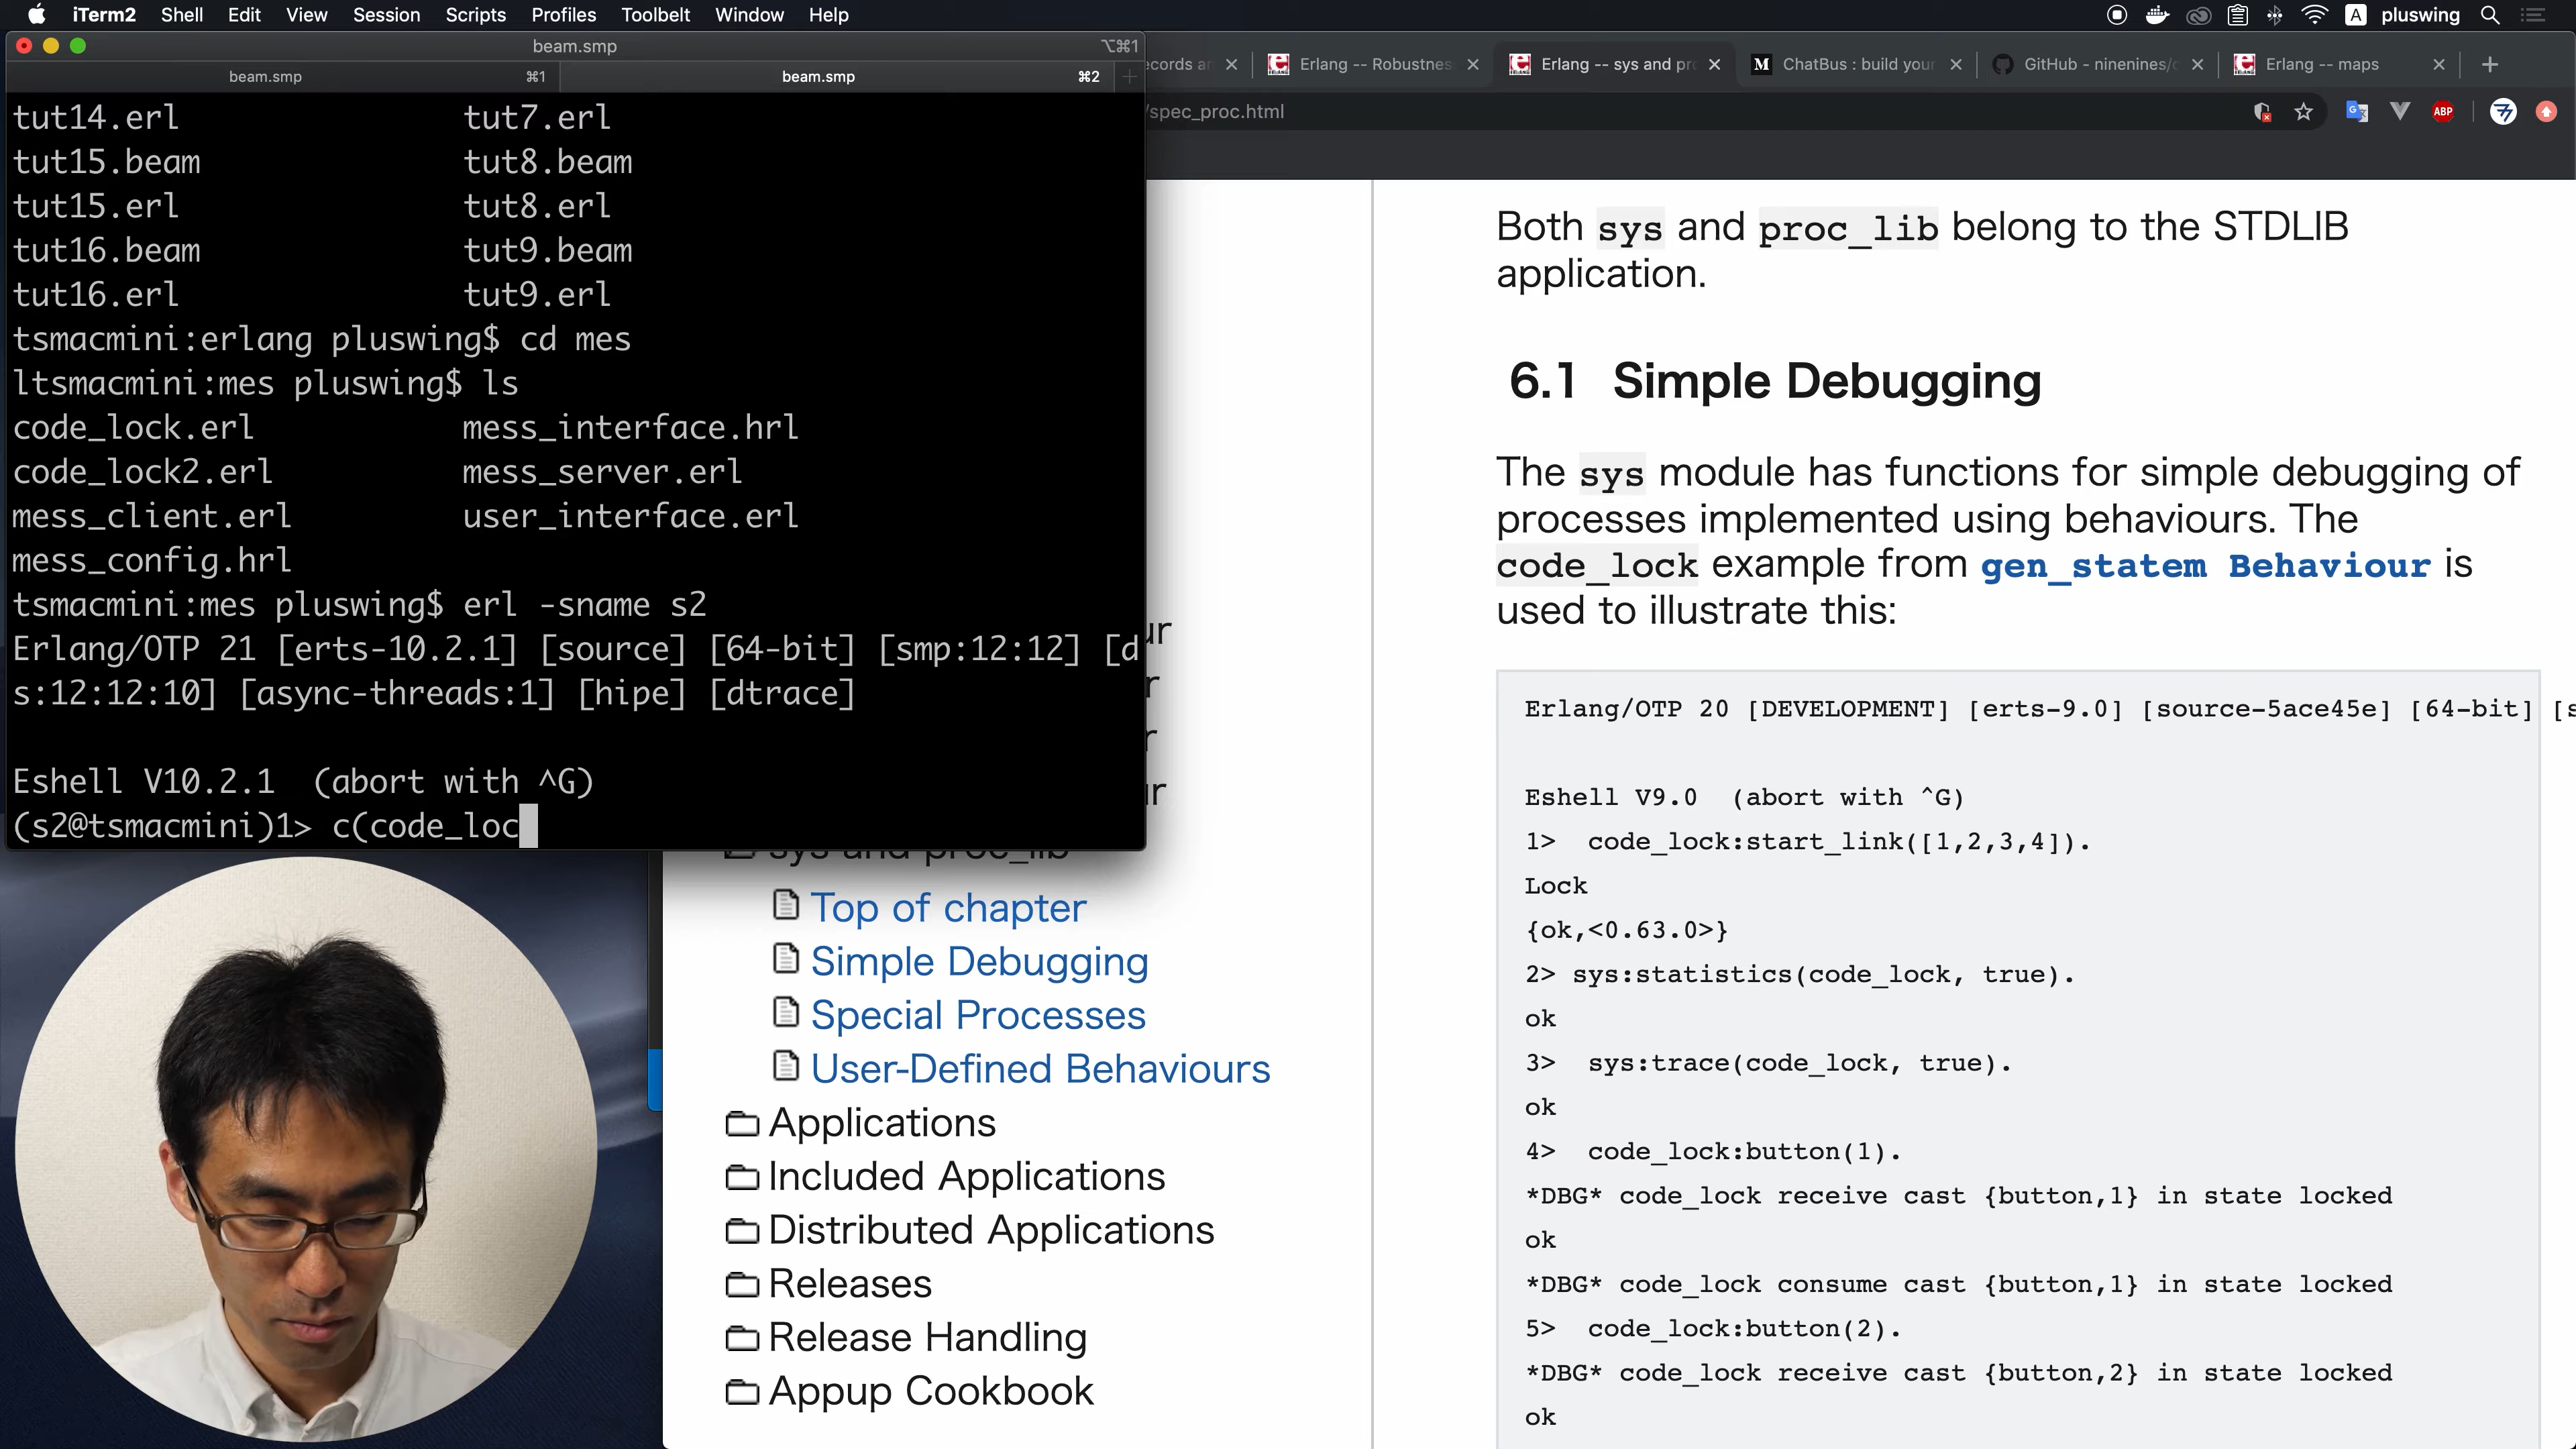 iTerm2 Shell Edit View Session Scripts Profiles Toolbelt Window Help
A pluswing
beam.smp ⌥⌘1
beam.smp ⌘1 beam.smp ⌘2
Erlang -- Robustnes
Erlang -- sys and pr
ChatBus : build your
GitHub - ninenines/c
Erlang -- maps
/spec_proc.html
ABP
tut14.erl tut7.erl
tut15.beam tut8.beam
tut15.erl tut8.erl
tut16.beam tut9.beam
tut16.erl tut9.erl
tsmacmini:erlang pluswing$ cd mes
ltsmacmini:mes pluswing$ ls
code_lock.erl mess_interface.hrl
code_lock2.erl mess_server.erl
mess_client.erl user_interface.erl
mess_config.hrl
tsmacmini:mes pluswing$ erl -sname s2
Erlang/OTP 21 [erts-10.2.1] [source] [64-bit] [smp:12:12] [d
s:12:12:10] [async-threads:1] [hipe] [dtrace]
Eshell V10.2.1  (abort with ^G)
(s2@tsmacmini)1> c(code_loc
sys and proc_lib
Top of chapter
Simple Debugging
Special Processes
User-Defined Behaviours
Applications
Included Applications
Distributed Applications
Releases
Release Handling
Appup Cookbook
Both sys and proc_lib belong to the STDLIB
application.
6.1 Simple Debugging
The sys module has functions for simple debugging of
processes implemented using behaviours. The
code_lock example from gen_statem Behaviour is
used to illustrate this:
Erlang/OTP 20 [DEVELOPMENT] [erts-9.0] [source-5ace45e] [64-bit] [s
Eshell V9.0  (abort with ^G)
1>  code_lock:start_link([1,2,3,4]).
Lock
{ok,<0.63.0>}
2> sys:statistics(code_lock, true).
ok
3>  sys:trace(code_lock, true).
ok
4>  code_lock:button(1).
*DBG* code_lock receive cast {button,1} in state locked
ok
*DBG* code_lock consume cast {button,1} in state locked
5>  code_lock:button(2).
*DBG* code_lock receive cast {button,2} in state locked
ok